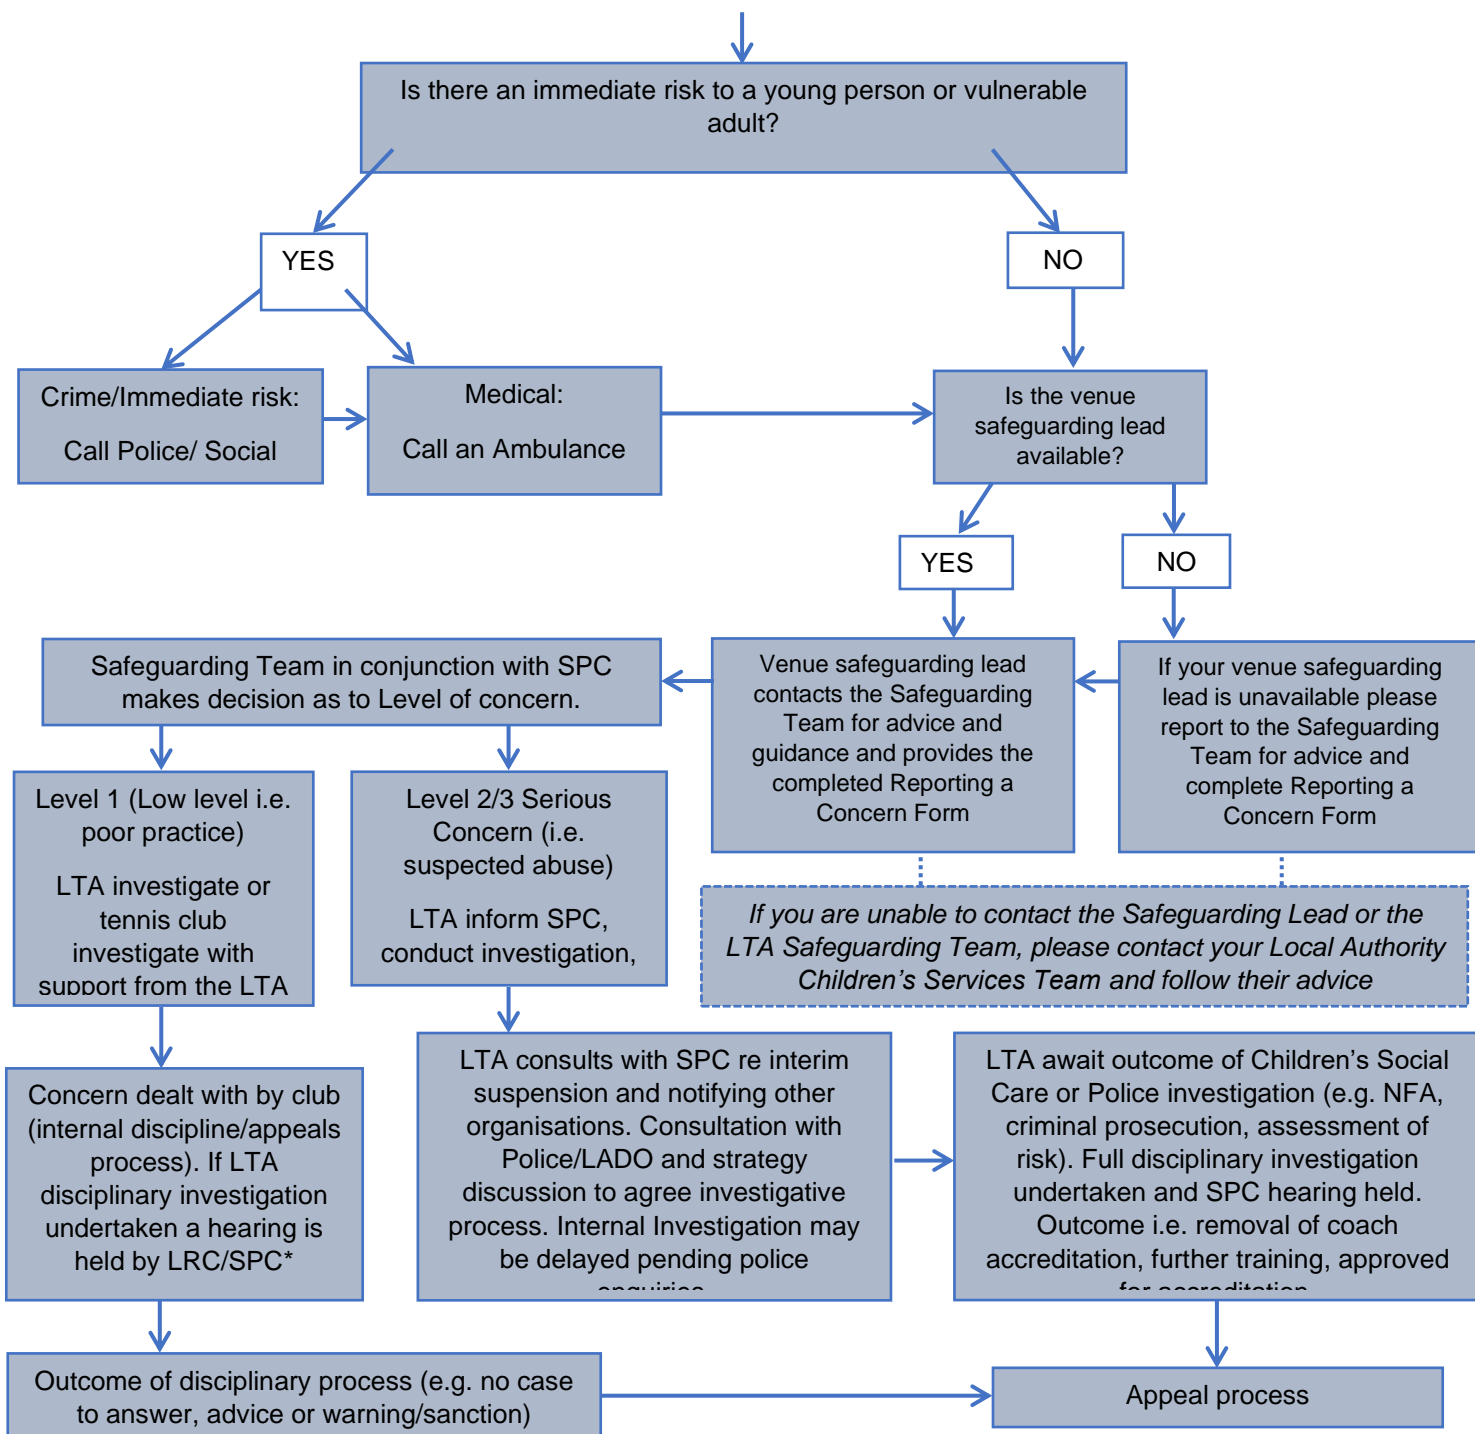 Is there an immediate risk to a young person or vulnerable
adult?
YES
NO
Crime/Immediate risk:
Call Police/ Social
Medical:
Call an Ambulance
Is the venue
safeguarding lead
available?
YES
NO
Safeguarding Team in conjunction with SPC
makes decision as to Level of concern.
Venue safeguarding lead
contacts the Safeguarding
Team for advice and
guidance and provides the
completed Reporting a
Concern Form
If your venue safeguarding
lead is unavailable please
report to the Safeguarding
Team for advice and
complete Reporting a
Concern Form
Level 1 (Low level i.e.
poor practice)
LTA investigate or
tennis club
investigate with
support from the LTA
Level 2/3 Serious
Concern (i.e.
suspected abuse)
LTA inform SPC,
conduct investigation,
If you are unable to contact the Safeguarding Lead or the
LTA Safeguarding Team, please contact your Local Authority
Children’s Services Team and follow their advice
Concern dealt with by club
(internal discipline/appeals
process). If LTA
disciplinary investigation
undertaken a hearing is
held by LRC/SPC*
LTA consults with SPC re interim
suspension and notifying other
organisations. Consultation with
Police/LADO and strategy
discussion to agree investigative
process. Internal Investigation may
be delayed pending police
enquiries
LTA await outcome of Children’s Social
Care or Police investigation (e.g. NFA,
criminal prosecution, assessment of
risk). Full disciplinary investigation
undertaken and SPC hearing held.
Outcome i.e. removal of coach
accreditation, further training, approved
for accreditation
Outcome of disciplinary process (e.g. no case
to answer, advice or warning/sanction)
Appeal process